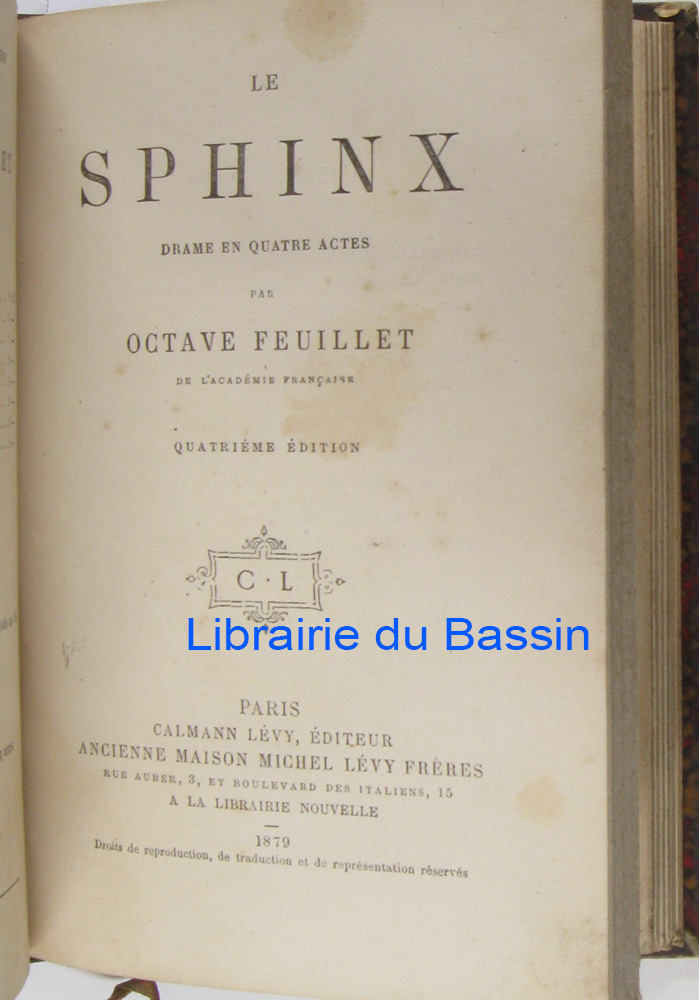 LE
SPHINX
DRAME EN QUATRE ACTES
PAR
OCTAVE FEUILLET
DE L'ACADÉMIE FRANÇAISE
QUATRIÈME ÉDITION
C · L
Librairie du Bassin
PARIS
CALMANN LÉVY, ÉDITEUR
ANCIENNE MAISON MICHEL LÉVY FRÈRES
RUE AUBER, 3, ET BOULEVARD DES ITALIENS, 15
A LA LIBRAIRIE NOUVELLE
1879
Droits de reproduction, de traduction et de représentation réservés